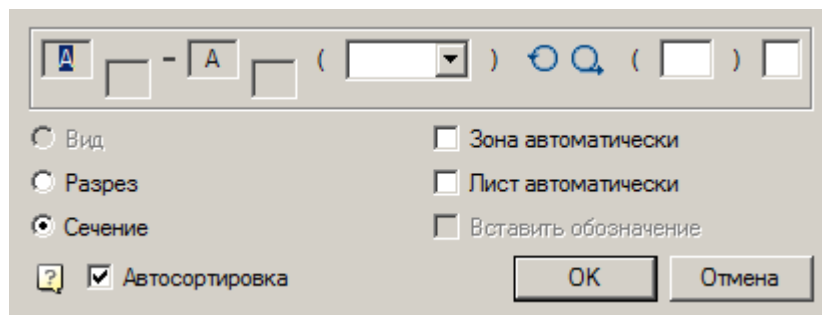 А - А ( ) ( )
Вид
Зона автоматически
Разрез
Лист автоматически
Сечение
Вставить обозначение
? Автосортировка
OK
Отмена